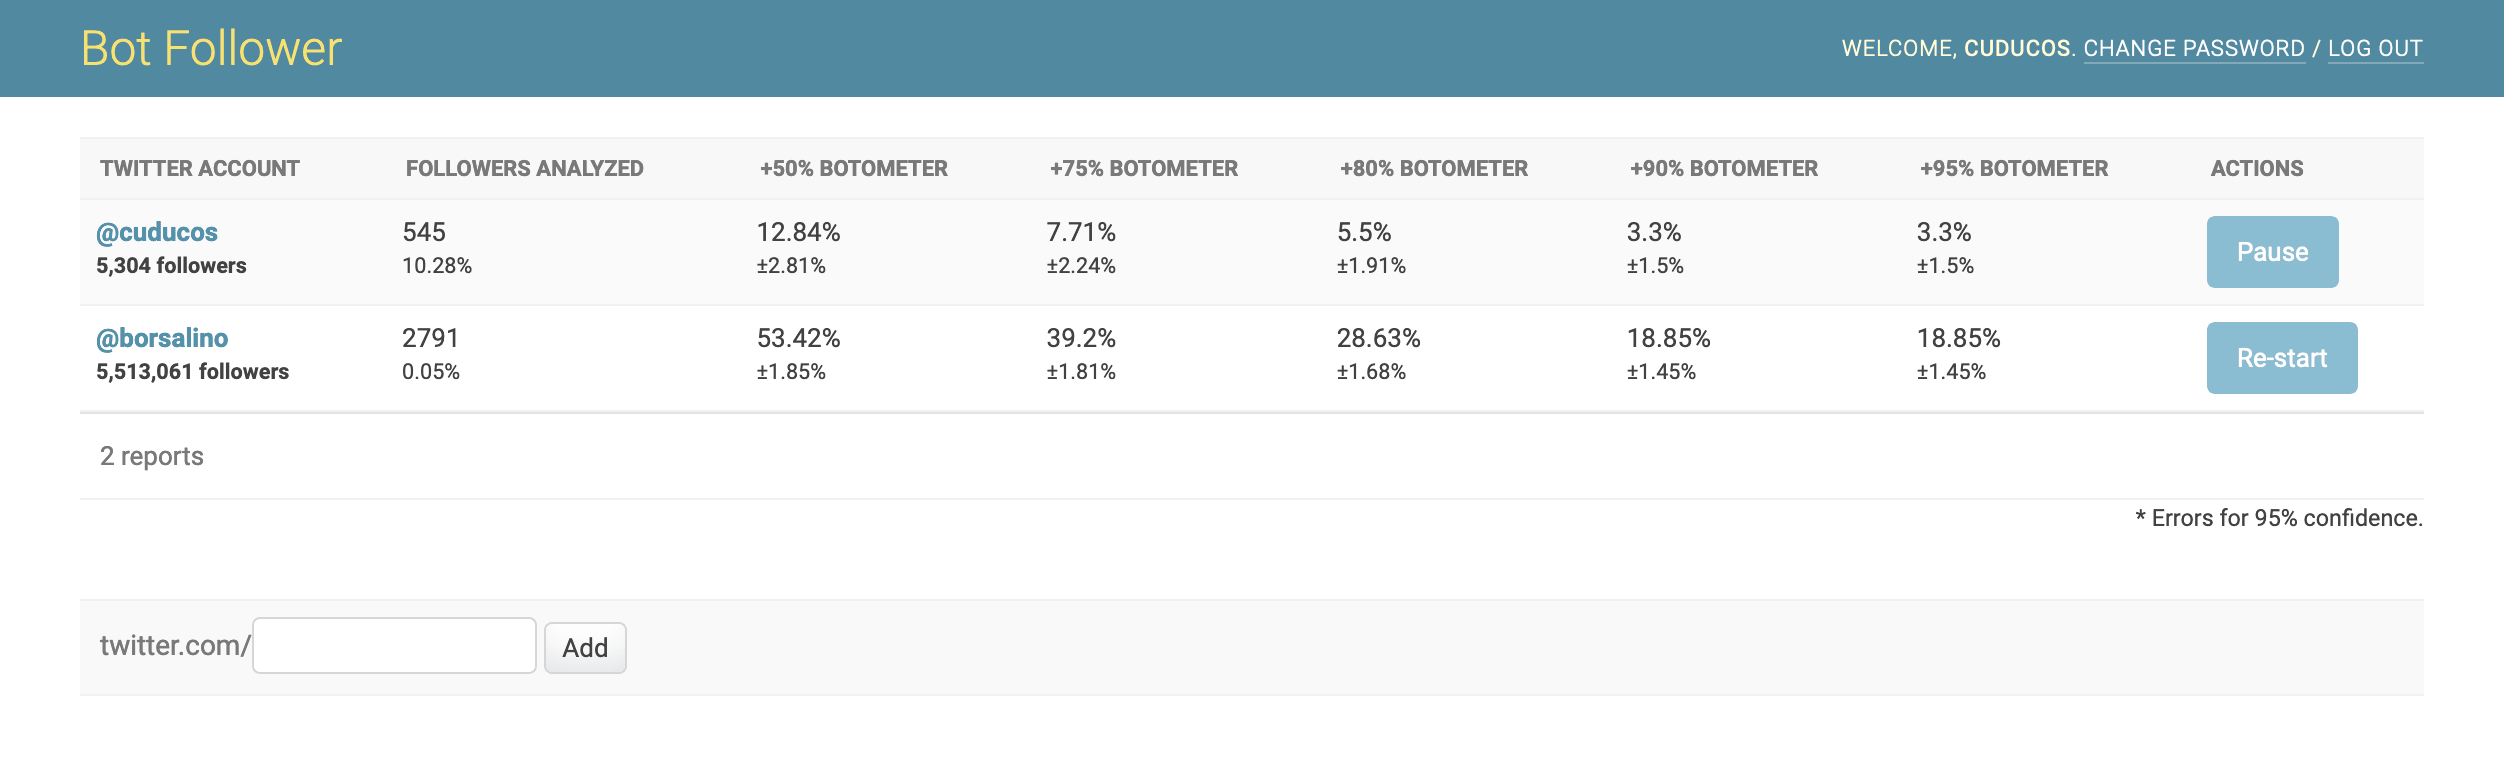 Bot Follower
WELCOME, CUDUCOS. CHANGE PASSWORD / LOG OUT
TWITTER ACCOUNT FOLLOWERS ANALYZED +50% BOTOMETER +75% BOTOMETER +80% BOTOMETER +90% BOTOMETER +95% BOTOMETER ACTIONS
@cuducos 545 12.84% 7.71% 5.5% 3.3% 3.3% Pause
5,304 followers 10.28% ±2.81% ±2.24% ±1.91% ±1.5% ±1.5%
@borsalino 2791 53.42% 39.2% 28.63% 18.85% 18.85% Re-start
5,513,061 followers 0.05% ±1.85% ±1.81% ±1.68% ±1.45% ±1.45%
2 reports
* Errors for 95% confidence.
twitter.com/ Add